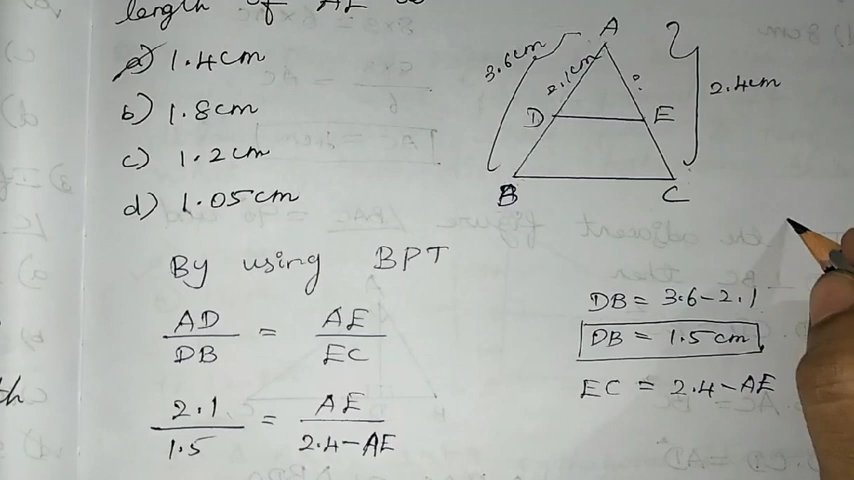 length of AE is
a) 1.4cm
b) 1.8cm
c) 1.2cm
d) 1.05cm
A
3.6cm
2.1cm
?
2.4cm
D
E
B
C
By using BPT
AD/DB = AE/EC
2.1/1.5 = AE/2.4-AE
DB = 3.6-2.1
DB = 1.5cm
EC = 2.4-AE
th